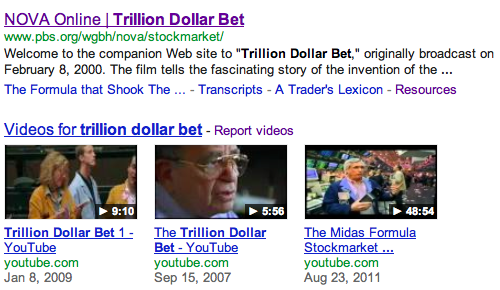 NOVA Online | Trillion Dollar Bet
www.pbs.org/wgbh/nova/stockmarket/
Welcome to the companion Web site to "Trillion Dollar Bet," originally broadcast on
February 8, 2000. The film tells the fascinating story of the invention of the ...
The Formula that Shook The ... - Transcripts - A Trader's Lexicon - Resources
Videos for trillion dollar bet - Report videos
9:10
5:56
48:54
Trillion Dollar Bet 1 -
YouTube
youtube.com
Jan 8, 2009
The Trillion Dollar
Bet - YouTube
youtube.com
Sep 15, 2007
The Midas Formula
Stockmarket ...
youtube.com
Aug 23, 2011